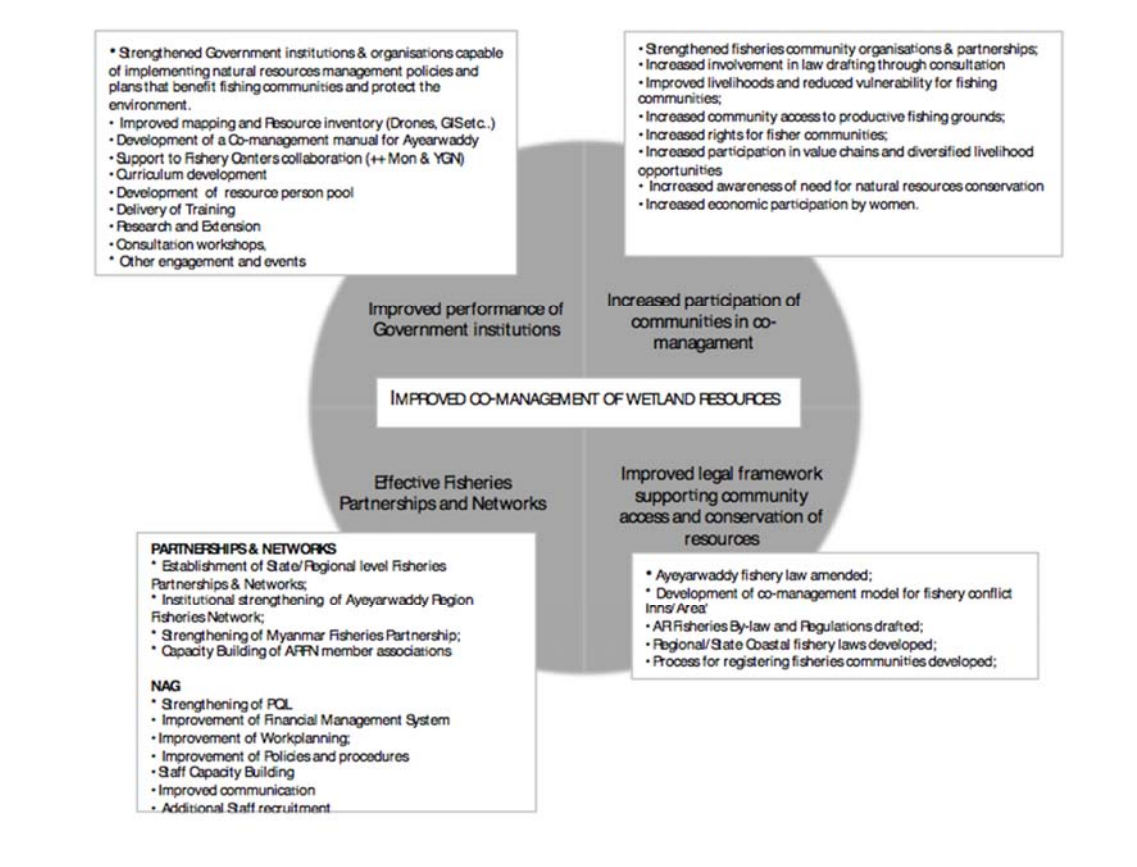 * Strengthened Government institutions & organisations capable
of implementing natural resources management policies and
plans that benefit fishing communities and protect the
environment.
• Improved mapping and Resource inventory (Drones, GIS etc..)
• Development of a Co-management manual for Ayearwaddy
• Support to Fishery Centers collaboration (++ Mon & YGN)
• Curriculum development
• Development of resource person pool
• Delivery of Training
• Research and Extension
• Consultation workshops,
* Other engagement and events
• Strengthened fisheries community organisations & partnerships;
• Increased involvement in law drafting through consultation
• Improved livelihoods and reduced vulnerability for fishing
communities;
• Increased community access to productive fishing grounds;
• Increased rights for fisher communities;
• Increased participation in value chains and diversified livelihood
opportunities
• Increased awareness of need for natural resources conservation
• Increased economic participation by women.
Improved performance of
Government institutions
Increased participation of
communities in co-
managament
IMPROVED CO-MANAGEMENT OF WETLAND RESOURCES
Effective Fisheries
Partnerships and Networks
Improved legal framework
supporting community
access and conservation of
resources
PARTNERSHIPS & NETWORKS
* Establishment of State/Regional level Fisheries
Partnerships & Networks;
* Institutional strengthening of Ayeyarwaddy Region
Fisheries Network;
* Strengthening of Myanmar Fisheries Partnership;
* Capacity Building of ARFN member associations
NAG
* Strengthening of PQL
• Improvement of Financial Management System
• Improvement of Workplanning;
• Improvement of Policies and procedures
• Staff Capacity Building
• Improved communication
• Additional Staff recruitment
* Ayeyarwaddy fishery law amended;
* Development of co-management model for fishery conflict
Inns/Area'
• AR Fisheries By-law and Regulations drafted;
• Regional/State Coastal fishery laws developed;
• Process for registering fisheries communities developed;